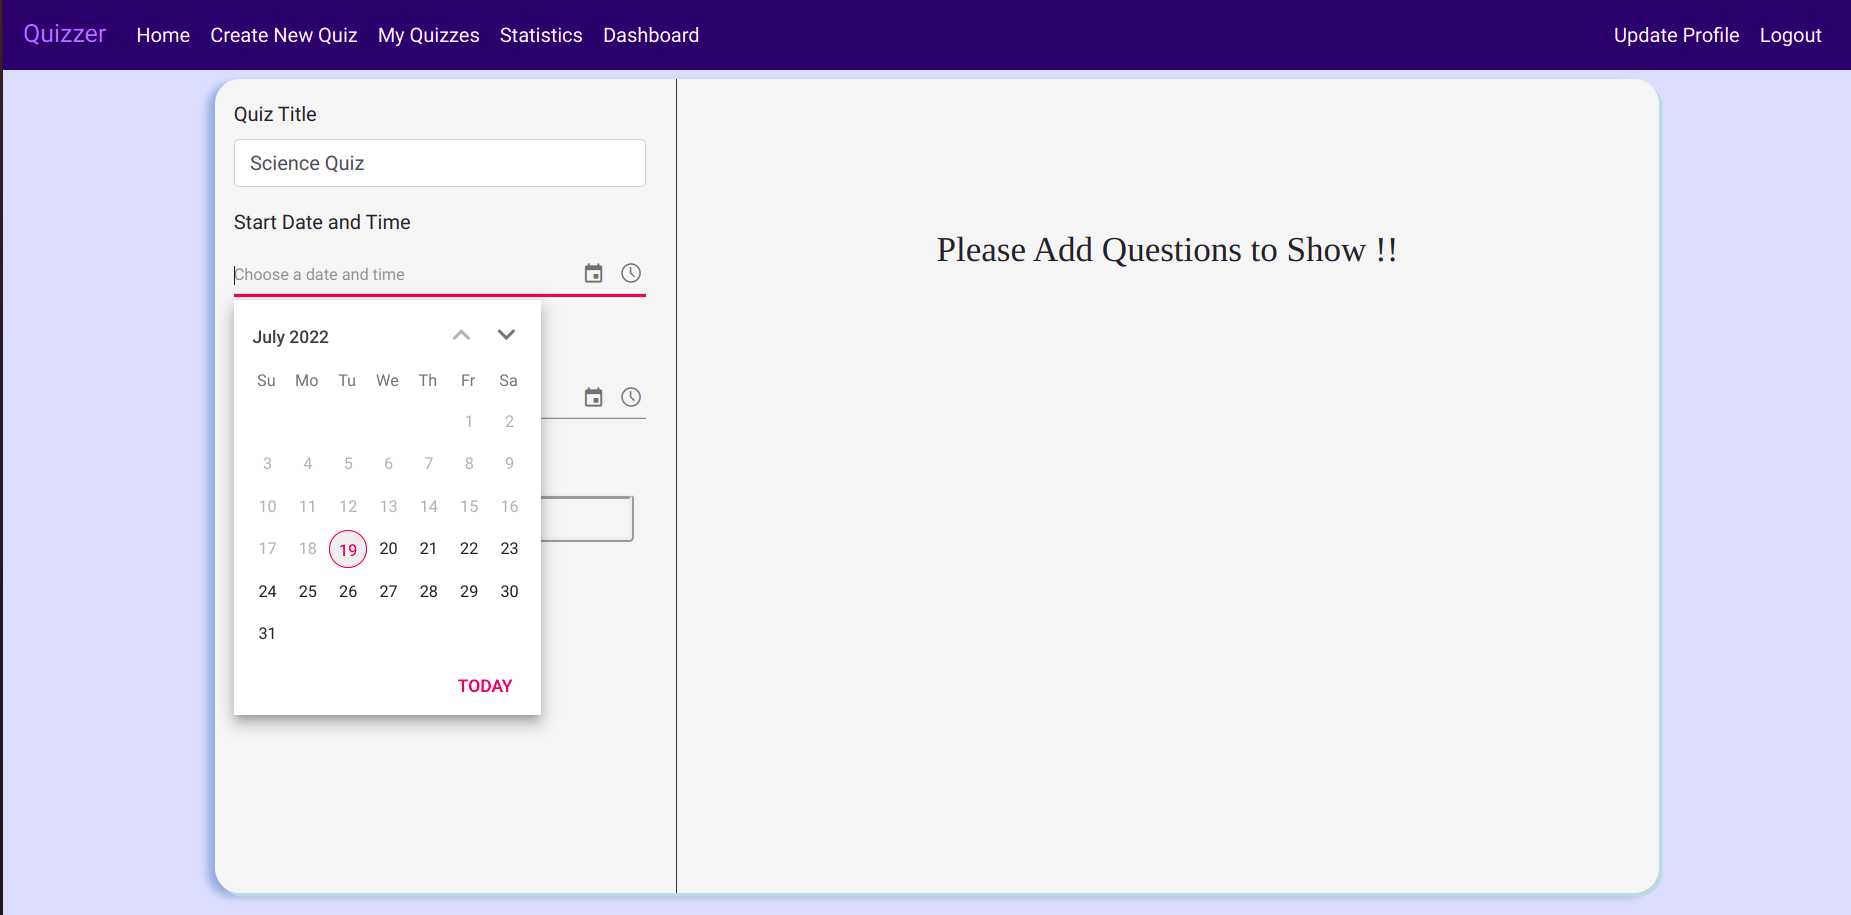 Quizzer Home Create New Quiz My Quizzes Statistics Dashboard Update Profile Logout
Quiz Title
Science Quiz
Start Date and Time
Choose a date and time
July 2022
Su Mo Tu We Th Fr Sa
1 2
3 4 5 6 7 8 9
10 11 12 13 14 15 16
17 18 19 20 21 22 23
24 25 26 27 28 29 30
31
TODAY
Please Add Questions to Show !!